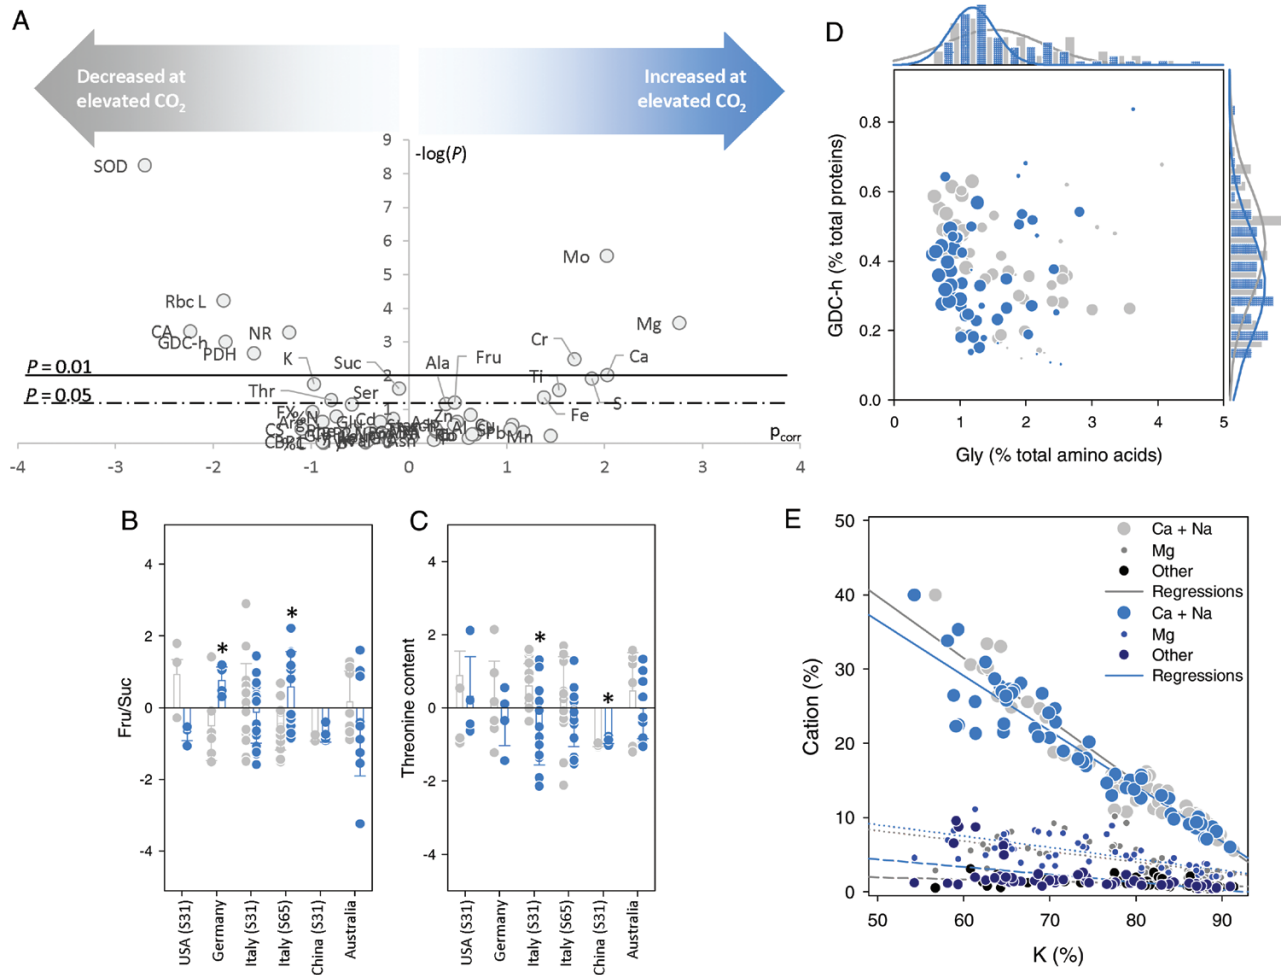 A
Decreased at
elevated CO2
Increased at
elevated CO2
-log(P)
9
8
7
6
5
4
3
2
SOD
Mo
Rbc L
Mg
CA
GDC-h
NR
PDH
Cr
K
Suc
Ala
Fru
Ca
P = 0.01
Ti
P = 0.05
Thr
Ser
S
Fe
Zn
Mn
Pb
Cd
Asn
pcorr
-4
-3
-2
-1
0
1
2
3
4
D
GDC-h (% total proteins)
0.8
0.6
0.4
0.2
0.0
0
1
2
3
4
5
Gly (% total amino acids)
B
Fru/Suc
4
2
0
-2
-4
*
*
USA (S31)
Germany
Italy (S31)
Italy (S65)
China (S31)
Australia
C
Threonine content
4
2
0
-2
-4
*
*
USA (S31)
Germany
Italy (S31)
Italy (S65)
China (S31)
Australia
E
Cation (%)
50
40
30
20
10
0
Ca + Na
Mg
Other
Regressions
Ca + Na
Mg
Other
Regressions
50
60
70
80
90
K (%)